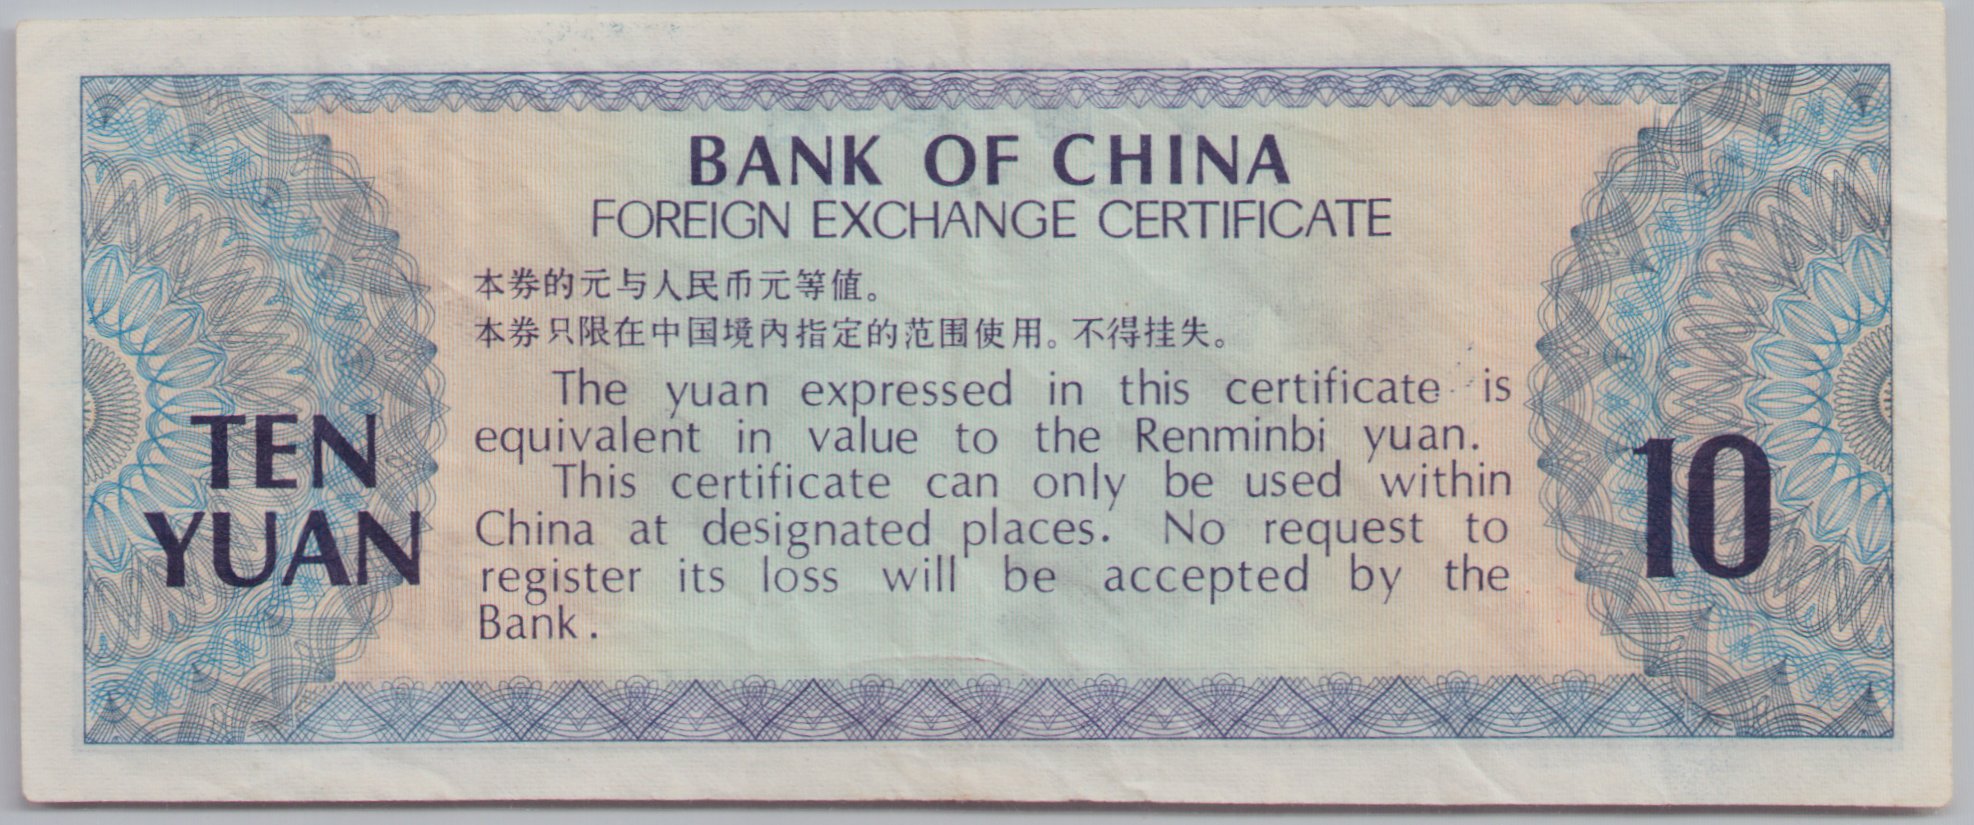 BANK OF CHINA
FOREIGN EXCHANGE CERTIFICATE
本券的元与人民币元等值。
本券只限在中国境内指定的范围使用。不得挂失。
The yuan expressed in this certificate is
equivalent in value to the Renminbi yuan.
This certificate can only be used within
China at designated places. No request to
register its loss will be accepted by the
Bank.
TEN
YUAN
10